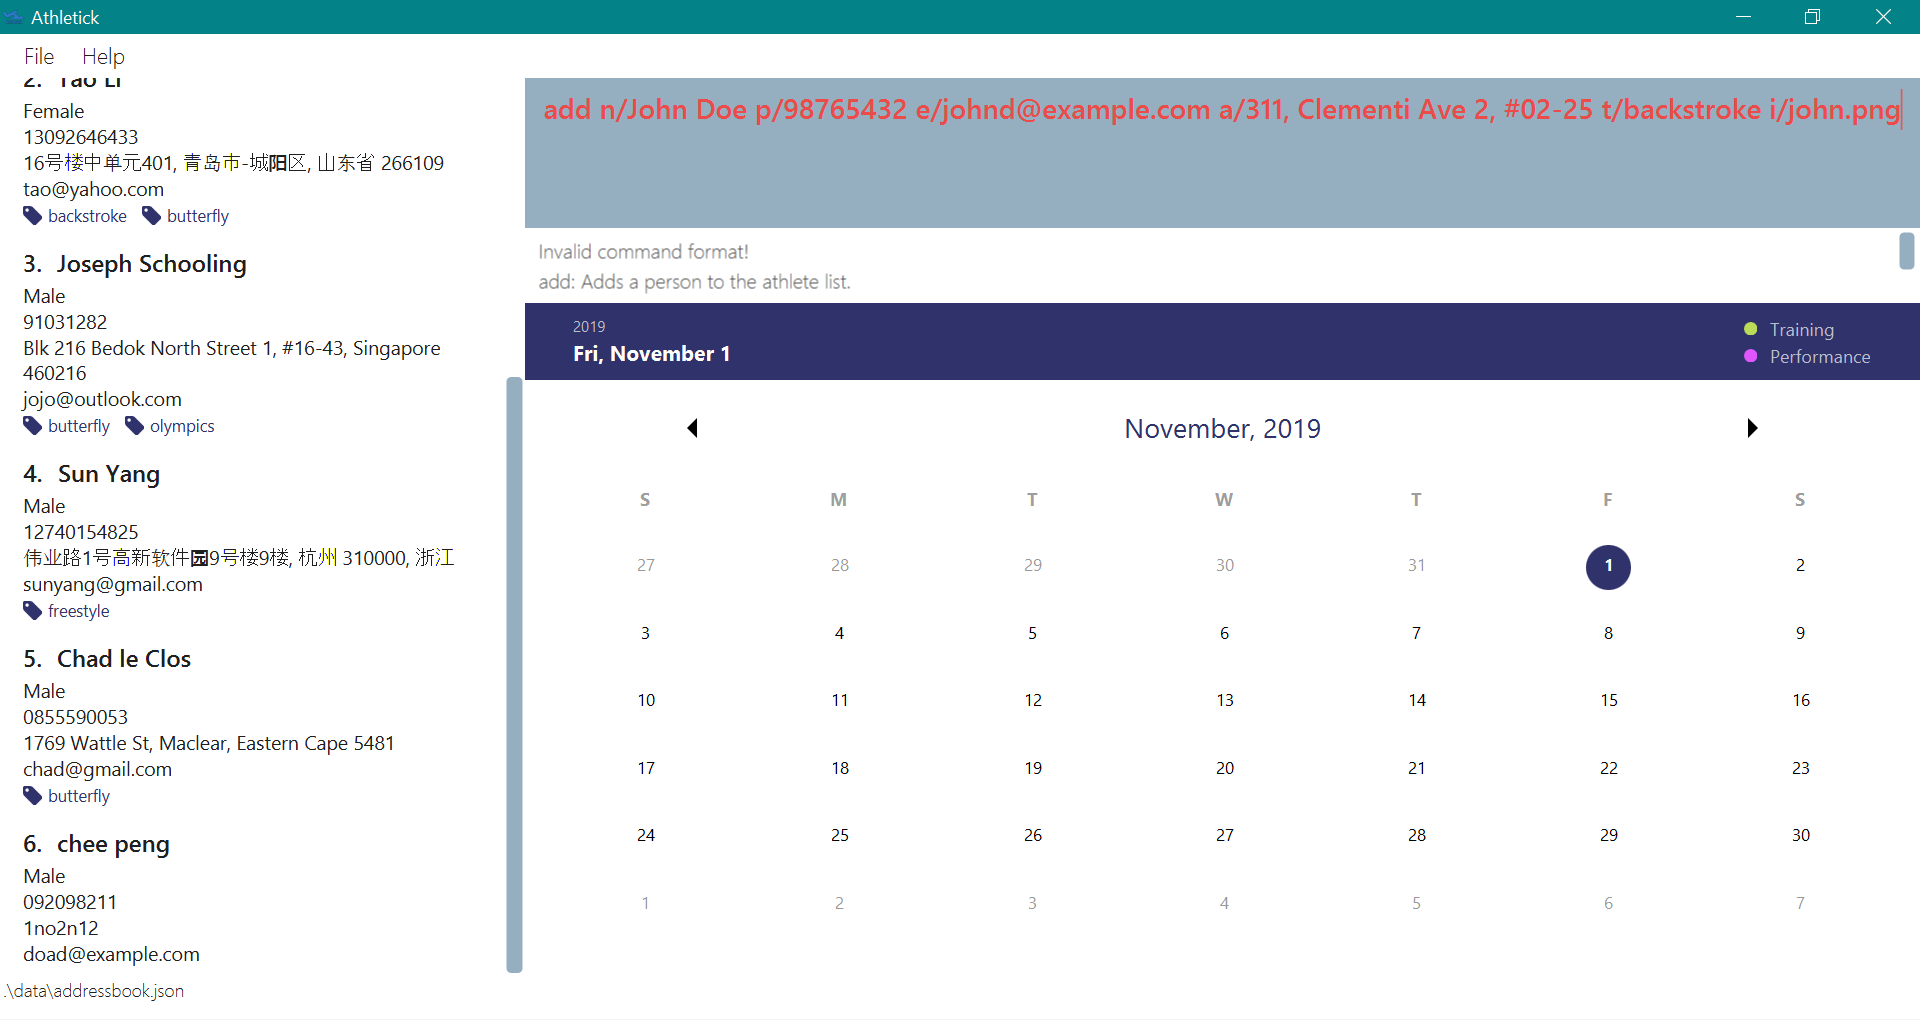 Athletick
File Help
2. Tao Li
Female
13092646433
16号楼中单元401, 青岛市-城阳区, 山东省 266109
tao@yahoo.com
backstroke butterfly
3. Joseph Schooling
Male
91031282
Blk 216 Bedok North Street 1, #16-43, Singapore
460216
jojo@outlook.com
butterfly olympics
4. Sun Yang
Male
12740154825
伟业路1号高新软件园9号楼9楼, 杭州 310000, 浙江
sunyang@gmail.com
freestyle
5. Chad le Clos
Male
0855590053
1769 Wattle St, Maclear, Eastern Cape 5481
chad@gmail.com
butterfly
6. chee peng
Male
092098211
1no2n12
doad@example.com
.\data\addressbook.json
add n/John Doe p/98765432 e/johnd@example.com a/311, Clementi Ave 2, #02-25 t/backstroke i/john.png
Invalid command format!
add: Adds a person to the athlete list.
2019
Fri, November 1
Training
Performance
November, 2019
S M T W T F S
27 28 29 30 31 1 2
3 4 5 6 7 8 9
10 11 12 13 14 15 16
17 18 19 20 21 22 23
24 25 26 27 28 29 30
1 2 3 4 5 6 7